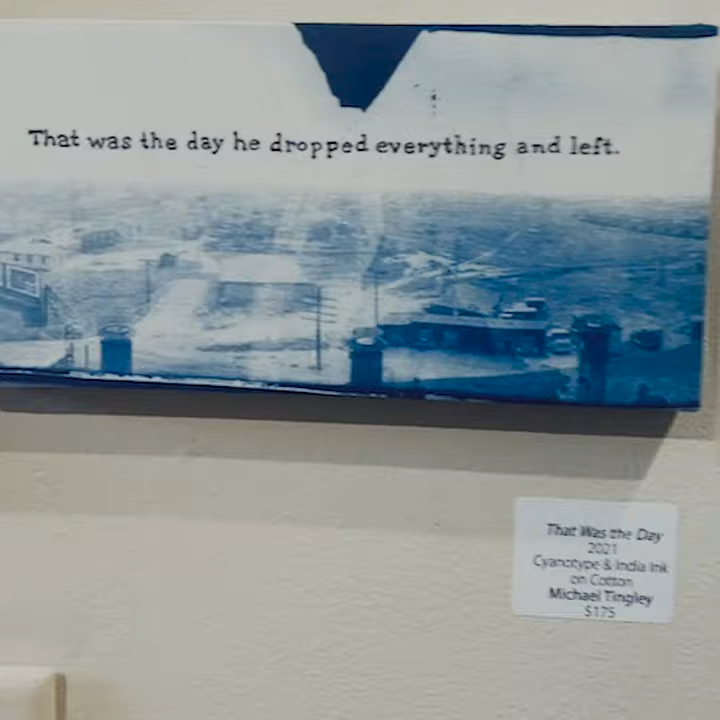 That was the day he dropped everything and left.
That Was the Day
2021
Cyanotype & India Ink
on Cotton
Michael Tingley
$175